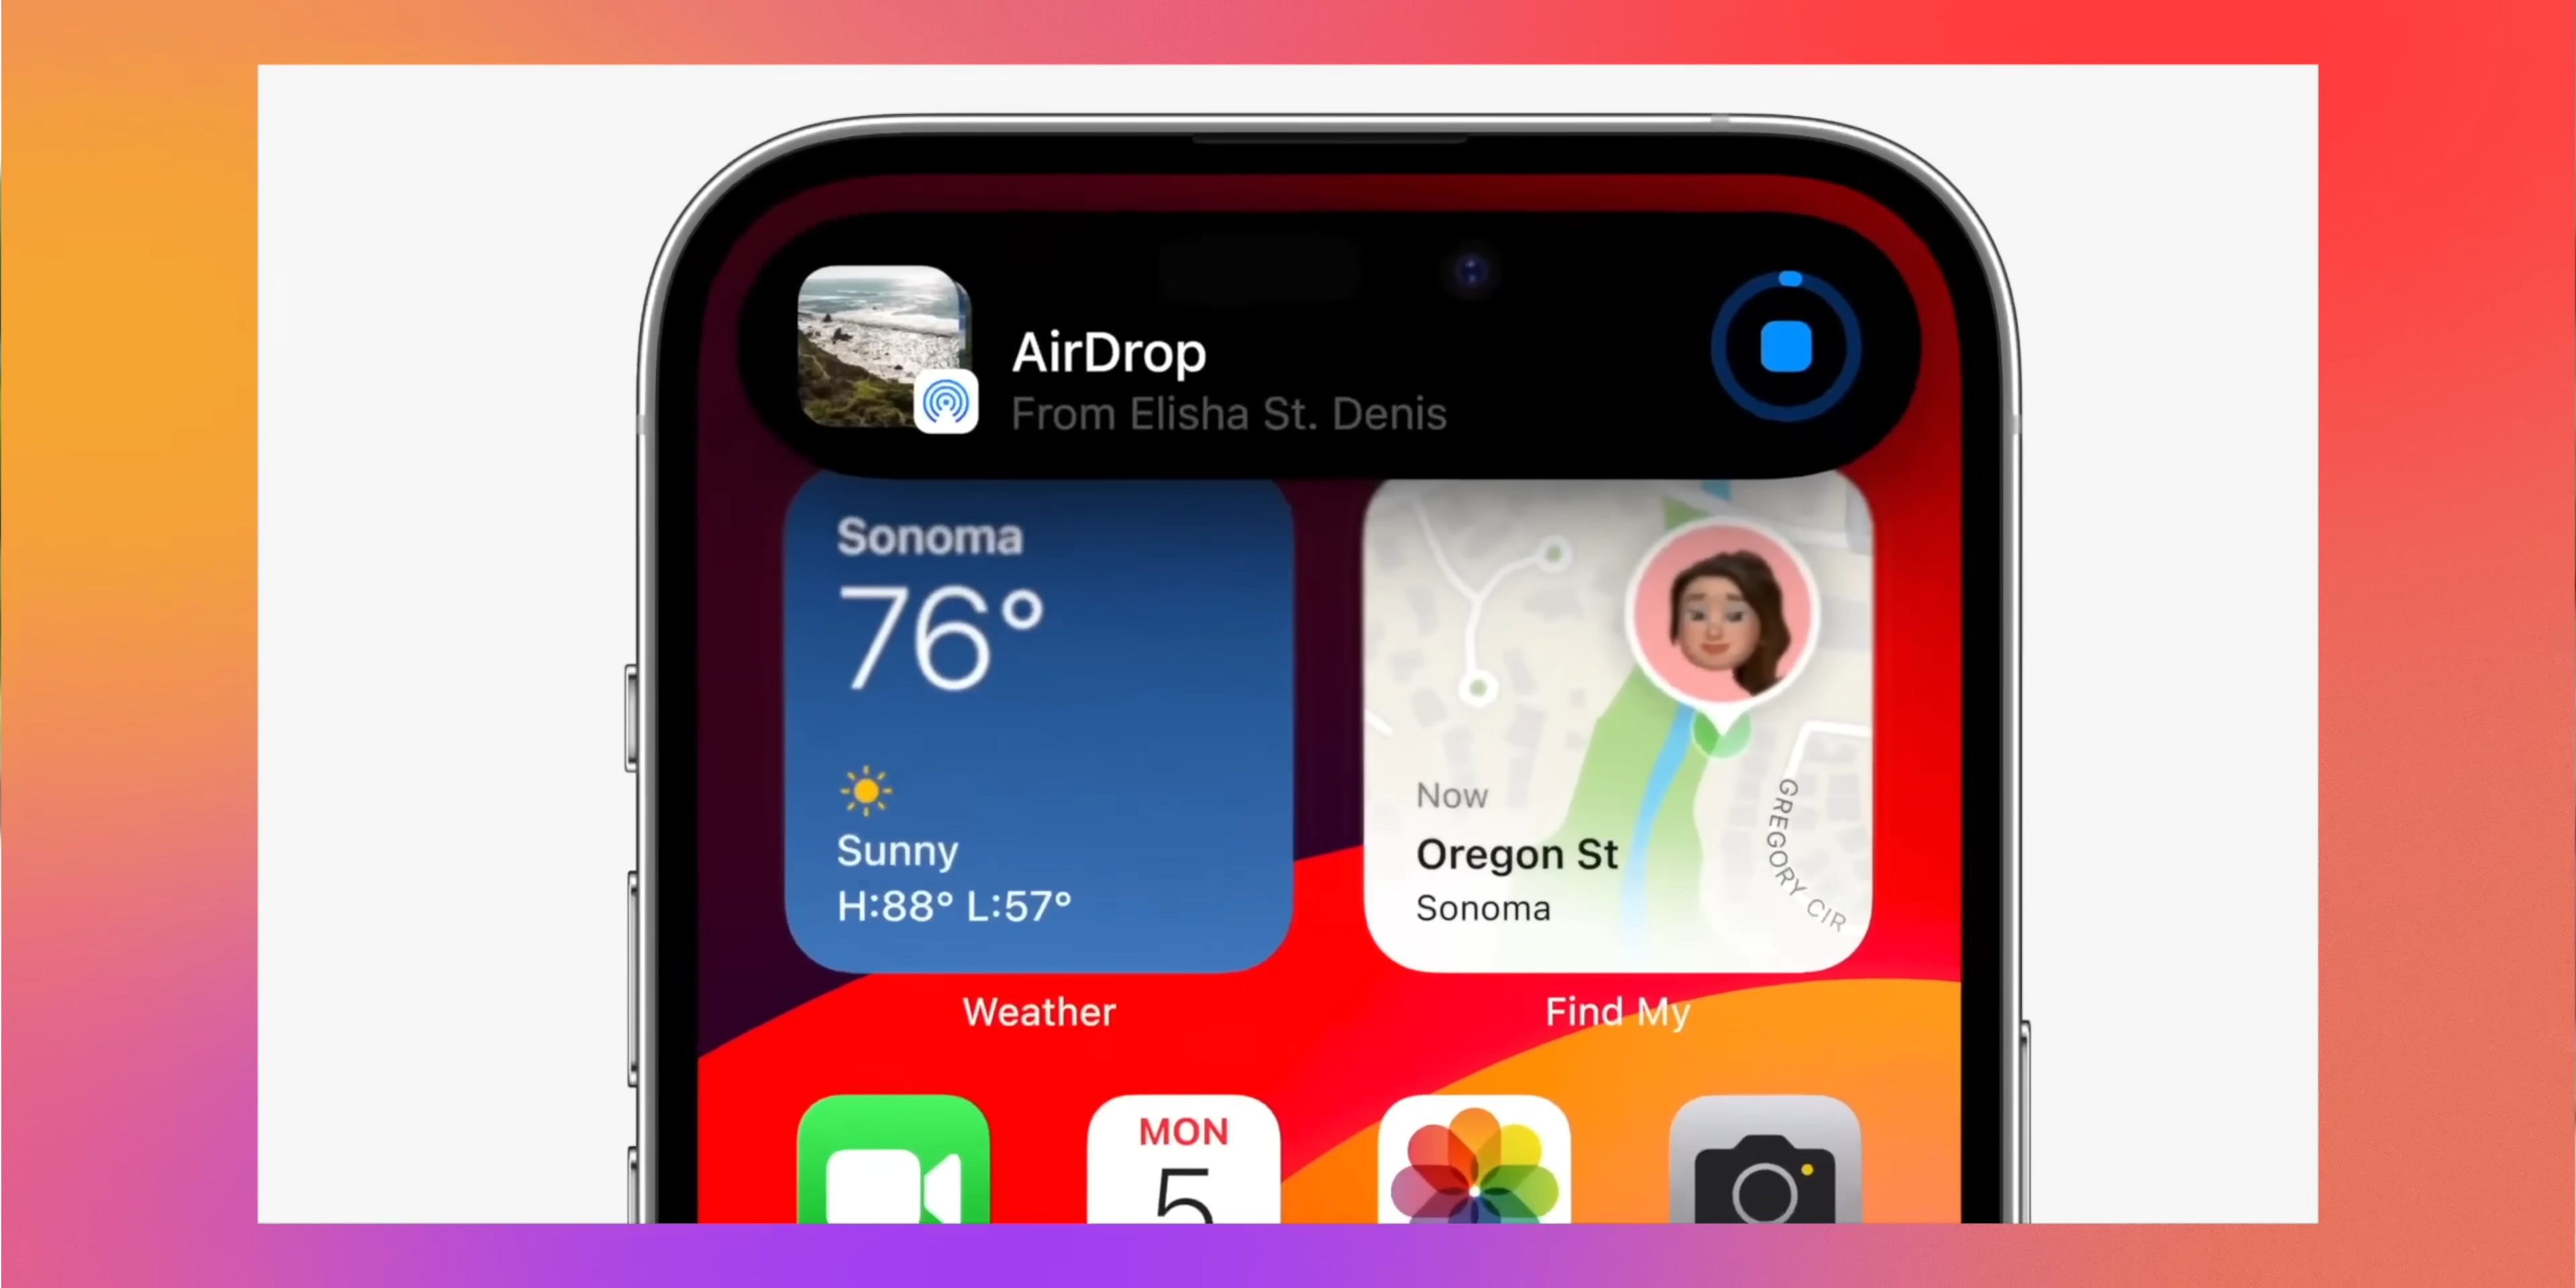 AirDrop
From Elisha St. Denis
Sonoma
76°
Sunny
H:88° L:57°
Weather
Now
Oregon St
Sonoma
GREGORY CIR
Find My
MON
5